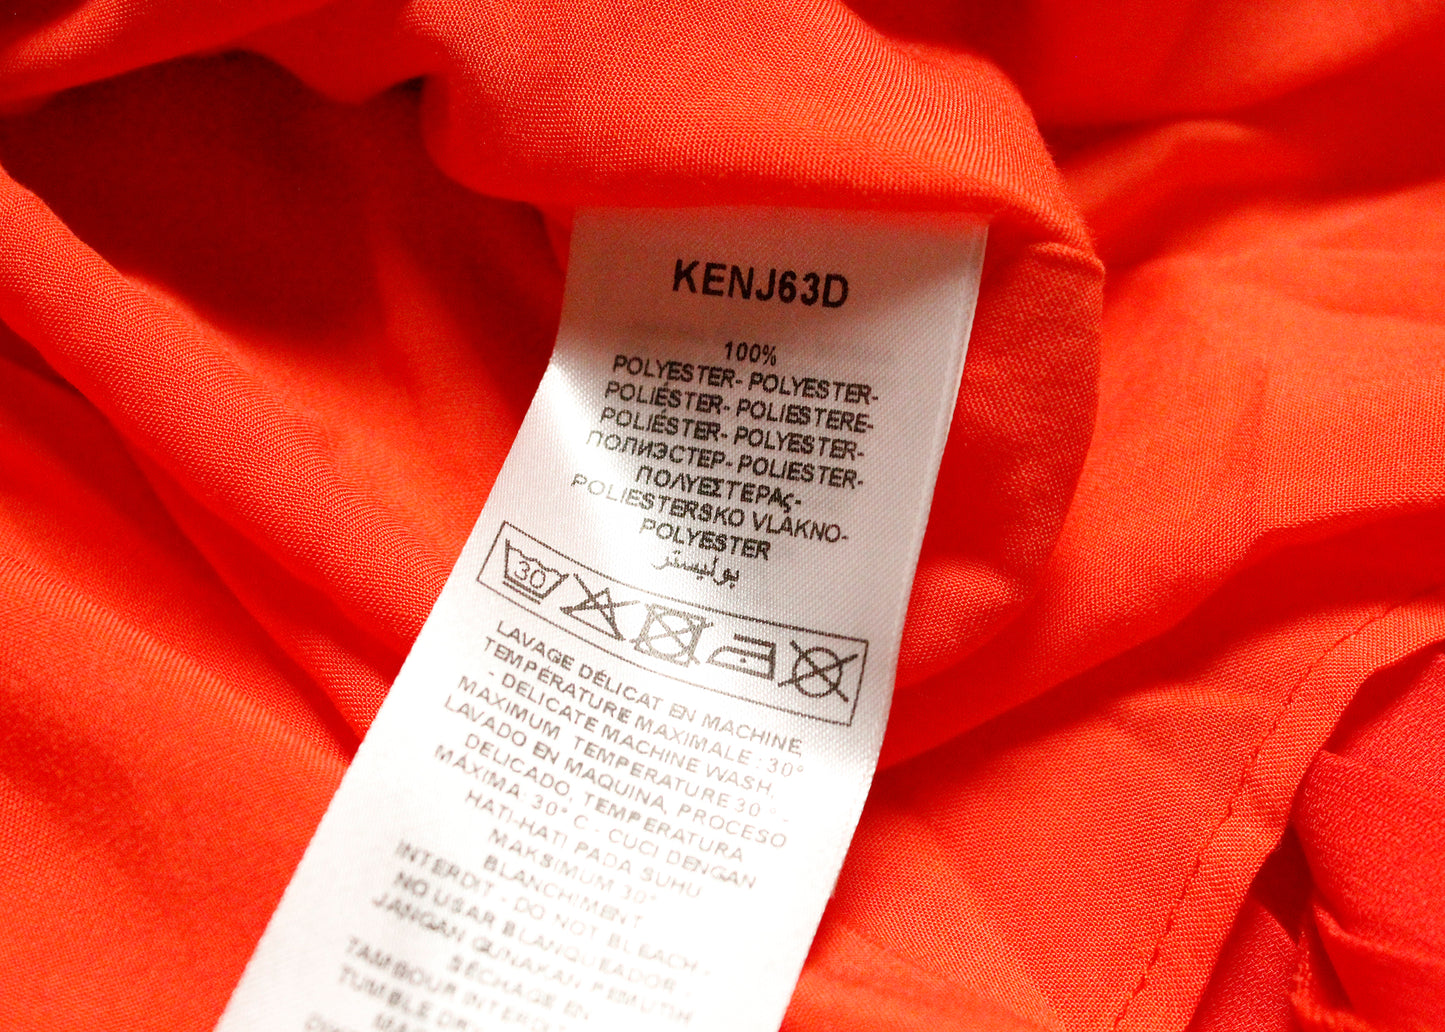 KENJ63D
100%
POLYESTER- POLYESTER-
POLIÉSTER- POLIESTERE-
POLIÉSTER- POLYESTER-
ПОЛИЭСТЕР- POLIESTER-
ΠΟΛΥΕΣΤΕΡΑς-
POLIESTERSKO VLAKNO-
POLYESTER
بوليستر
30
LAVAGE DÉLICAT EN MACHINE,
TEMPÉRATURE MAXIMALE : 30°
- DELICATE MACHINE WASH,
MAXIMUM TEMPERATURE 30 ° -
LAVADO EN MAQUINA, PROCESO
DELICADO, TEMPERATURA
MÁXIMA: 30° C - CUCI DENGAN
HATI-HATI PADA SUHU
MAKSIMUM 30°
BLANCHIMENT
INTERDIT - DO NOT BLEACH -
NO USAR BLANQUEADOR -
JANGAN GUNAKAN PEMUTIH
SÉCHAGE EN
TAMBOUR INTERDIT
TUMBLE